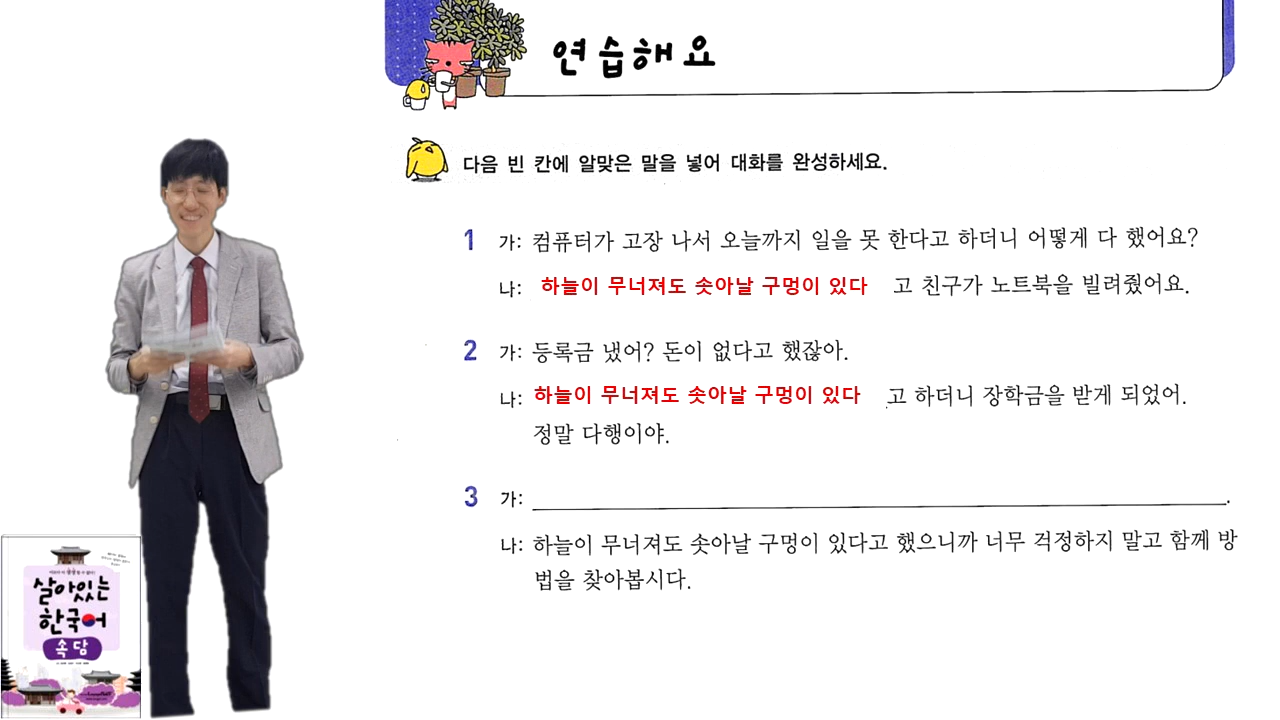 연습해요
다음 빈 칸에 알맞은 말을 넣어 대화를 완성하세요.
1 가: 컴퓨터가 고장 나서 오늘까지 일을 못 한다고 하더니 어떻게 다 했어요?
나: 하늘이 무너져도 솟아날 구멍이 있다 고 친구가 노트북을 빌려줬어요.
2 가: 등록금 냈어? 돈이 없다고 했잖아.
나: 하늘이 무너져도 솟아날 구멍이 있다 고 하더니 장학금을 받게 되었어.
정말 다행이야.
3 가: .
나: 하늘이 무너져도 솟아날 구멍이 있다고 했으니까 너무 걱정하지 말고 함께 방
법을 찾아봅시다.
살아있는
한국어
속담